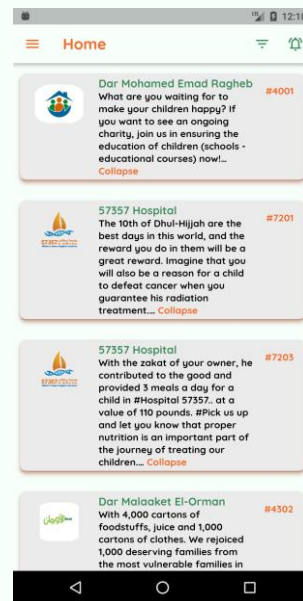 12:18
Home
Dar Mohamed Emad Ragheb
#4001
What are you waiting for to
make your children happy? If
you want to see an ongoing
charity, join us in ensuring the
education of children (schools -
educational courses) now!...
Collapse
57357 Hospital
#7201
The 10th of Dhul-Hijjah are the
best days in this world, and the
reward you do in them will be a
great reward. Imagine that you
will also be a reason for a child
to defeat cancer when you
guarantee his radiation
treatment.... Collapse
57357 Hospital
#7203
With the zakat of your owner, he
contributed to the good and
provided 3 meals a day for a
child in #Hospital 57357.. at a
value of 110 pounds. #Pick us up
and let you know that proper
nutrition is an important part of
the journey of treating our
children.... Collapse
Dar Malaaket El-Orman
#4302
With 4,000 cartons of
foodstuffs, juice and 1,000
cartons of clothes. We rejoiced
1,000 deserving families from
the most vulnerable families in